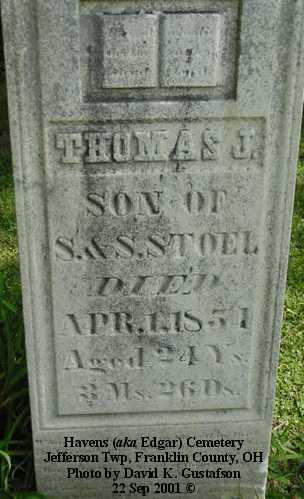 THOMAS J.
SON OF
S. & S. STOEL
DIED
APR. 1. 1851
Aged 24 Ys.
3 Ms. 26 Ds.
Havens (aka Edgar) Cemetery
Jefferson Twp, Franklin County, OH
Photo by David K. Gustafson
22 Sep 2001 ©